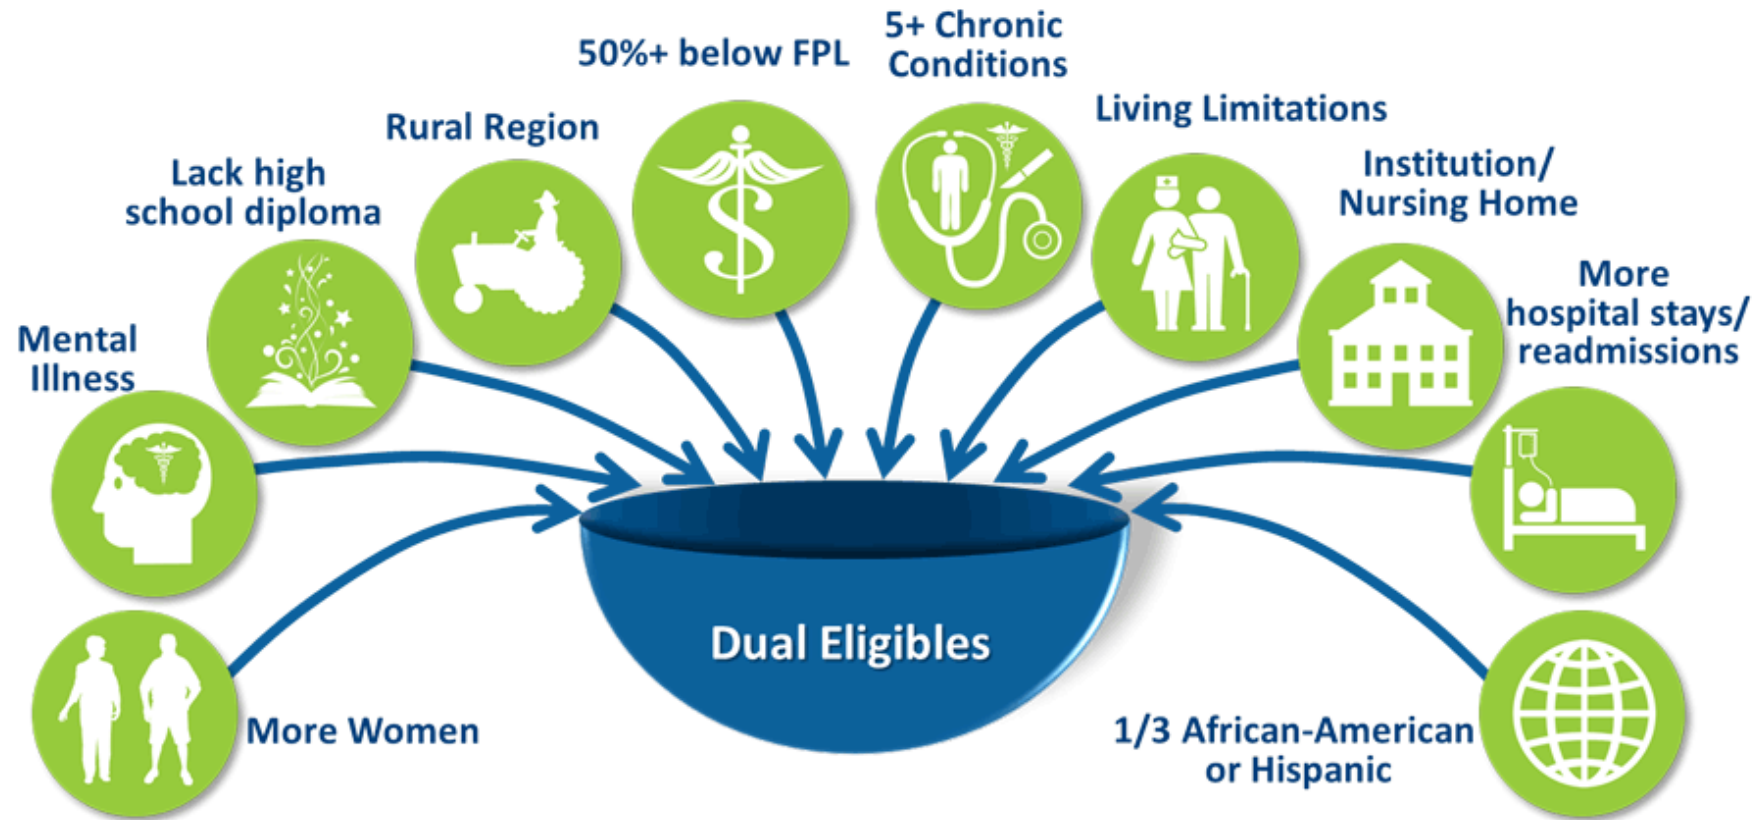 5+ Chronic
Conditions
50%+ below FPL
Living Limitations
Rural Region
Institution/
Nursing Home
Lack high
school diploma
More
hospital stays/
readmissions
Mental
Illness
Dual Eligibles
More Women
1/3 African-American
or Hispanic